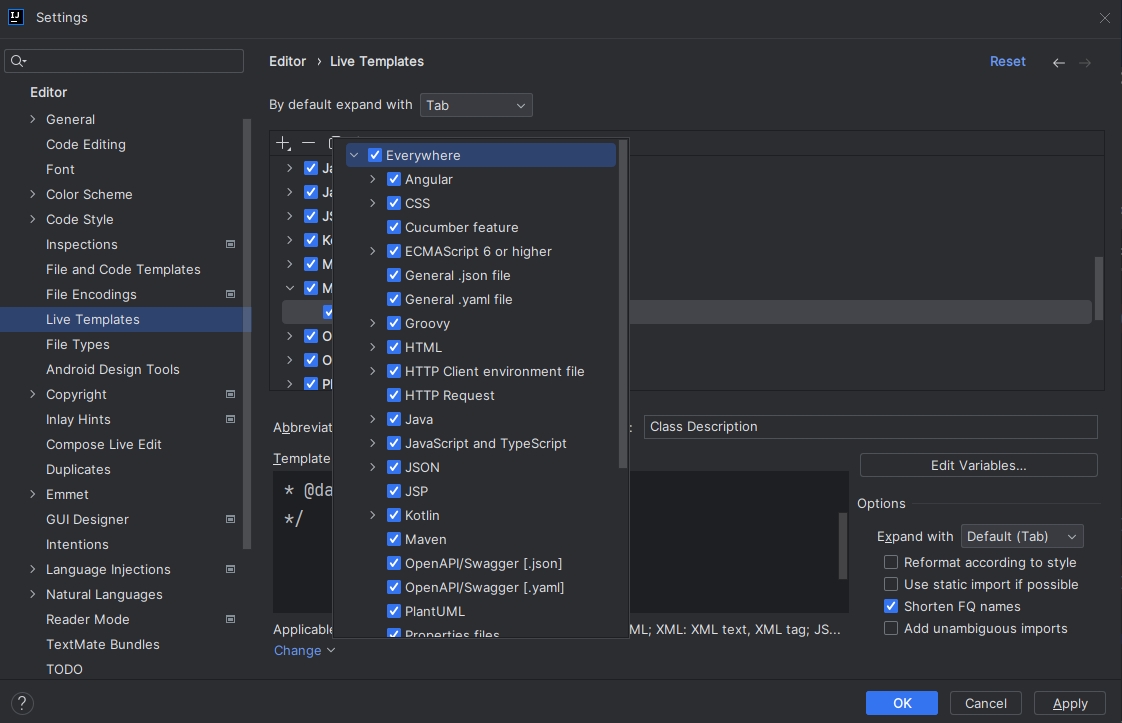 Settings
Editor › Live Templates
Reset
By default expand with
Tab
Editor
General
Code Editing
Font
Color Scheme
Code Style
Inspections
File and Code Templates
File Encodings
Live Templates
File Types
Android Design Tools
Copyright
Inlay Hints
Compose Live Edit
Duplicates
Emmet
GUI Designer
Intentions
Language Injections
Natural Languages
Reader Mode
TextMate Bundles
TODO
Everywhere
Angular
CSS
Cucumber feature
ECMAScript 6 or higher
General .json file
General .yaml file
Groovy
HTML
HTTP Client environment file
HTTP Request
Java
JavaScript and TypeScript
JSON
JSP
Kotlin
Maven
OpenAPI/Swagger [.json]
OpenAPI/Swagger [.yaml]
PlantUML
Properties files
Ja
Ja
JS
Ko
M
M
O
O
Pl
Abbreviat
: Class Description
Template
* @da
*/
Edit Variables...
Options
Expand with Default (Tab)
Reformat according to style
Use static import if possible
Shorten FQ names
Add unambiguous imports
Applicable
ML; XML: XML text, XML tag; JS...
Change
?
OK
Cancel
Apply